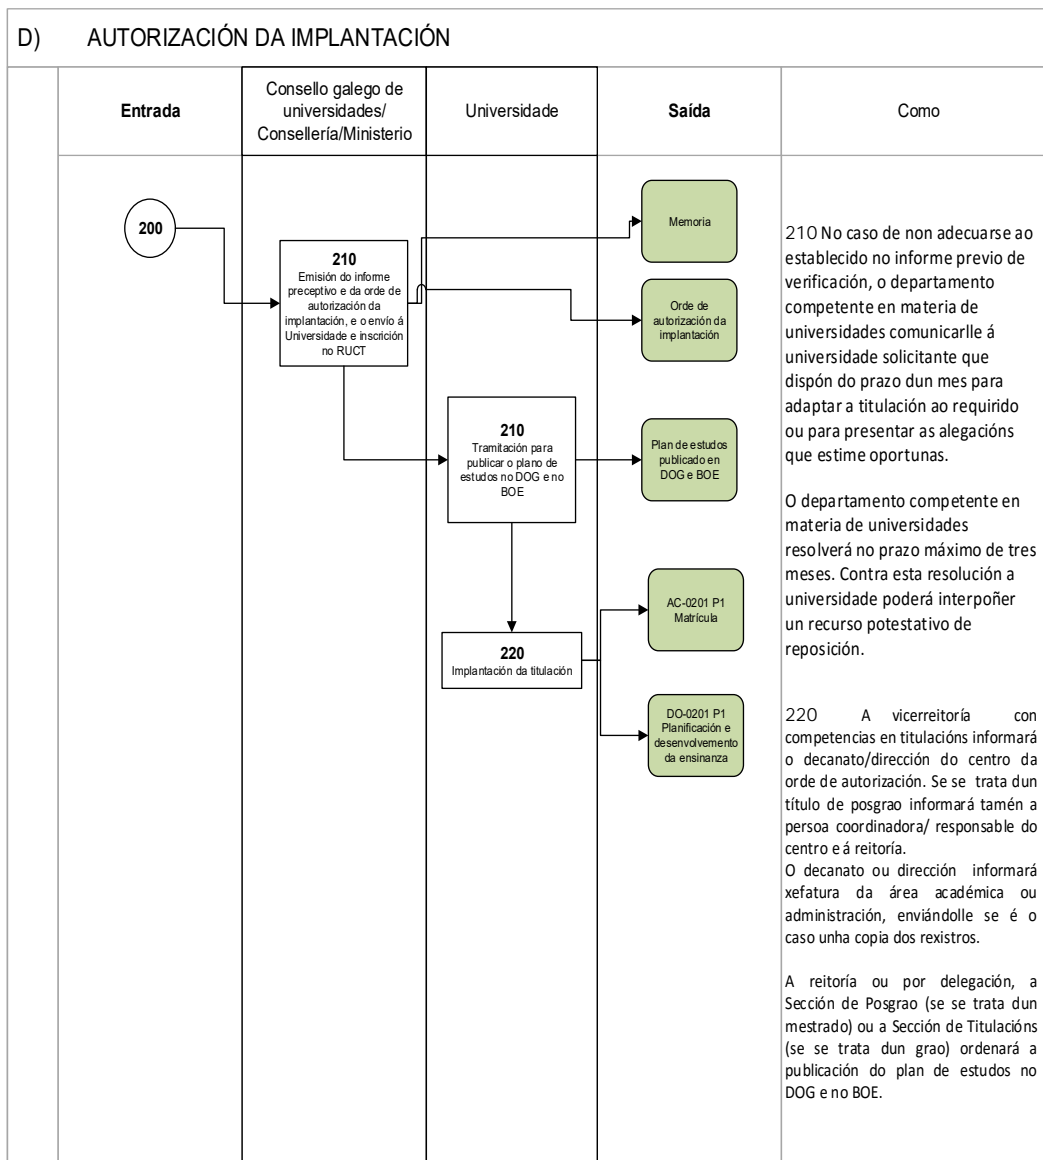 D) AUTORIZACIÓN DA IMPLANTACIÓN
Entrada
Consello galego de
universidades/
Consellería/Ministerio
Universidade
Saída
Como
200
210
Emisión do informe
preceptivo e da orde de
autorización da
implantación, e o envío á
Universidade e inscrición
no RUCT
Memoria
Orde de
autorización da
implantación
210
Tramitación para
publicar o plano de
estudos no DOG e no
BOE
Plan de estudos
publicado en
DOG e BOE
220
Implantación da titulación
AC-0201 P1
Matrícula
DO-0201 P1
Planificación e
desenvolvemento
da ensinanza
210 No caso de non adecuarse ao
establecido no informe previo de
verificación, o departamento
competente en materia de
universidades comunicarlle á
universidade solicitante que
dispón do prazo dun mes para
adaptar a titulación ao requirido
ou para presentar as alegacións
que estime oportunas.
O departamento competente en
materia de universidades
resolverá no prazo máximo de tres
meses. Contra esta resolución a
universidade poderá interpoñer
un recurso potestativo de
reposición.
220 A vicerreitoría con
competencias en titulacións informará
o decanato/dirección do centro da
orde de autorización. Se se trata dun
título de posgrao informará tamén a
persoa coordinadora/ responsable do
centro e á reitoría.
O decanato ou dirección informará
xefatura da área académica ou
administración, enviándolle se é o
caso unha copia dos rexistros.
A reitoría ou por delegación, a
Sección de Posgrao (se se trata dun
mestrado) ou a Sección de Titulacións
(se se trata dun grao) ordenará a
publicación do plan de estudos no
DOG e no BOE.